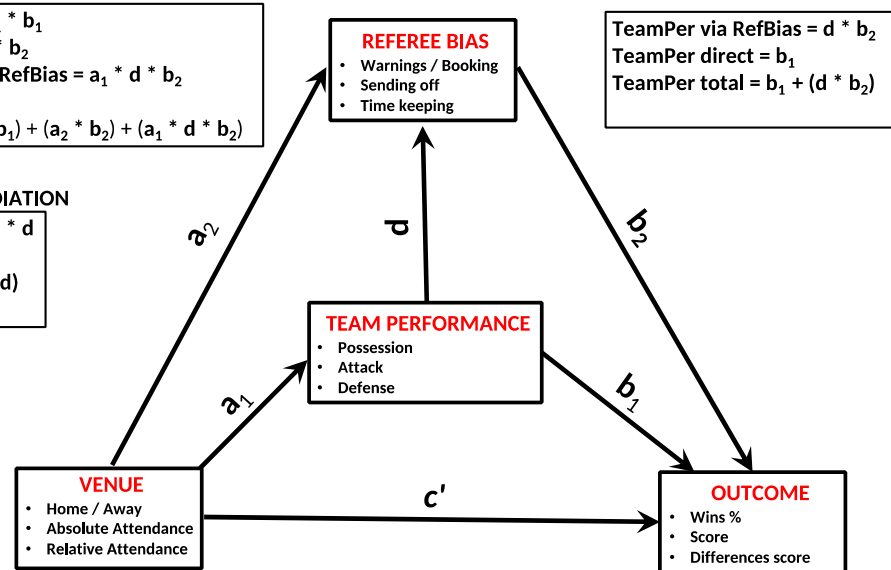 * b₁
* b₂
RefBias = a₁ * d * b₂
b₁) + (a₂ * b₂) + (a₁ * d * b₂)
DIATION
* d
d)
REFEREE BIAS
• Warnings / Booking
• Sending off
• Time keeping
TeamPer via RefBias = d * b₂
TeamPer direct = b₁
TeamPer total = b₁ + (d * b₂)
a₂
d
b₂
TEAM PERFORMANCE
• Possession
• Attack
• Defense
a₁
b₁
VENUE
• Home / Away
• Absolute Attendance
• Relative Attendance
c'
OUTCOME
• Wins %
• Score
• Differences score